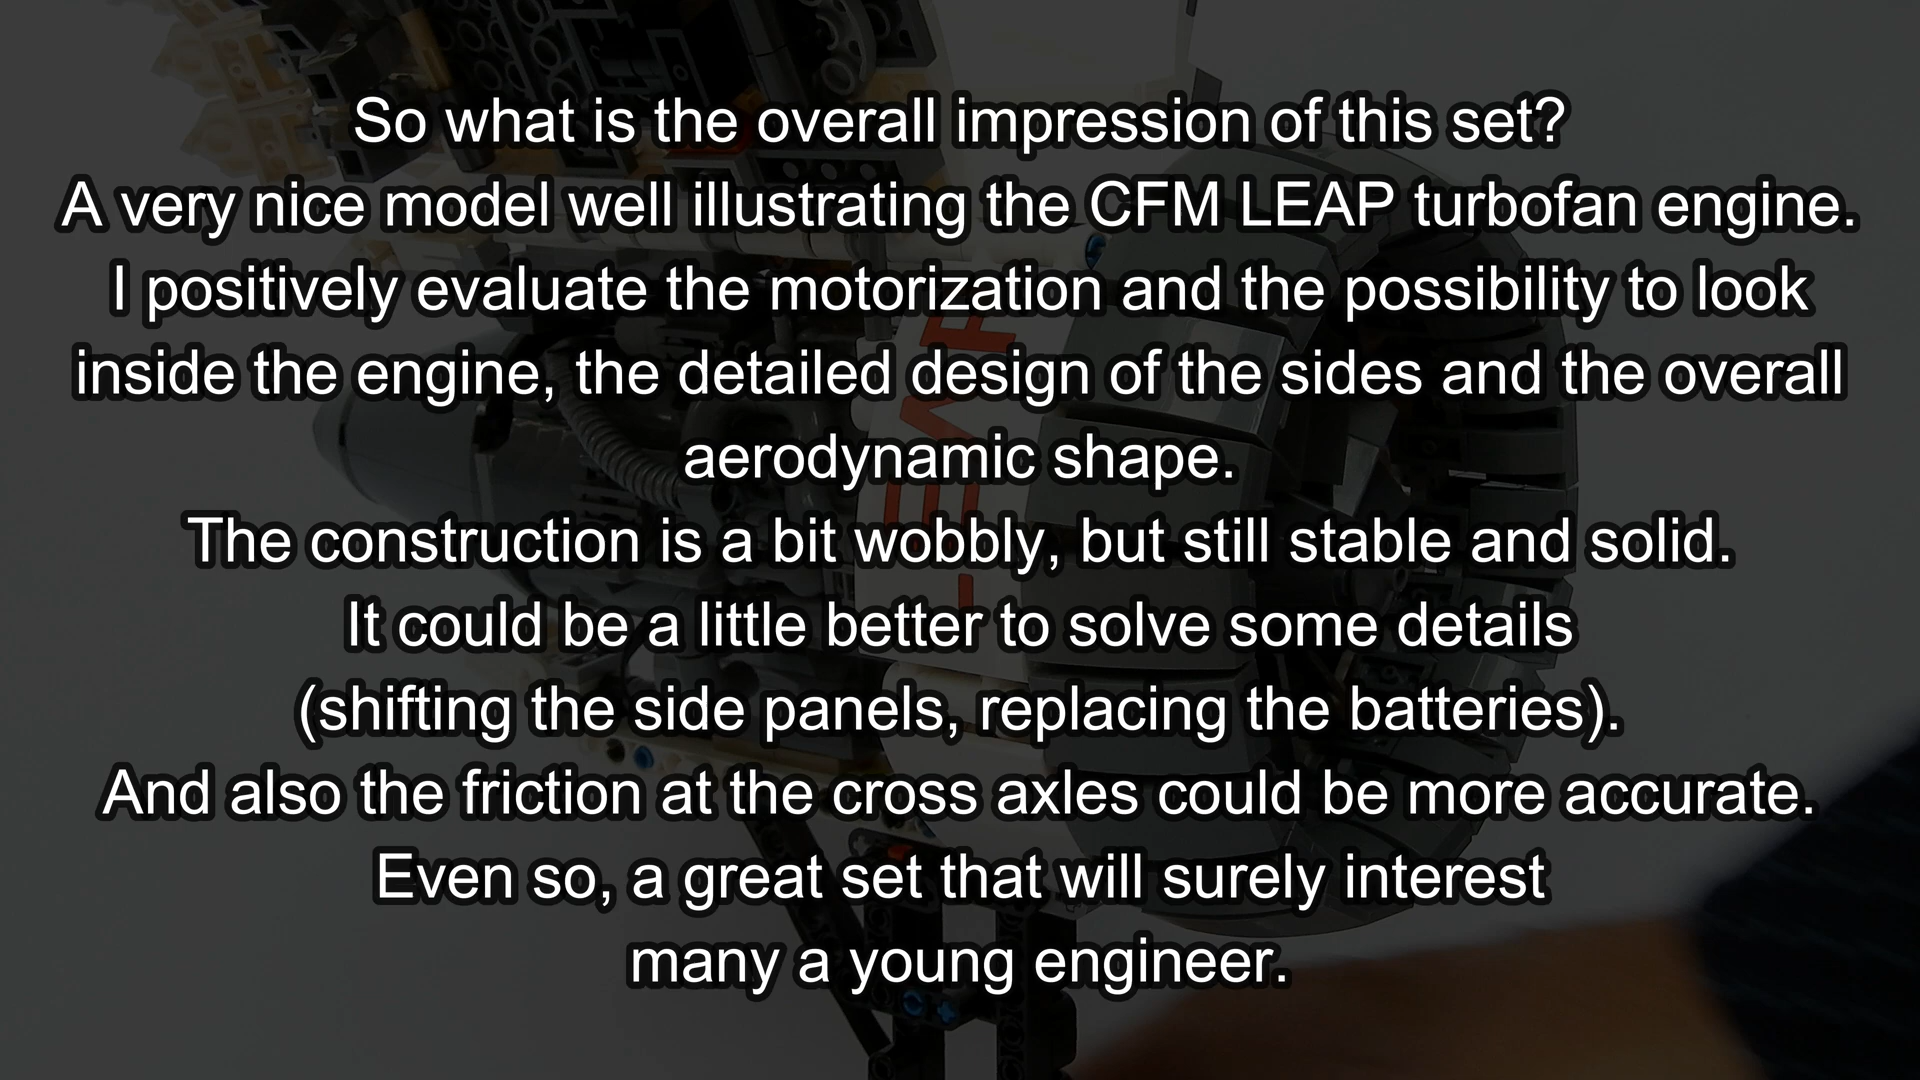 So what is the overall impression of this set?
A very nice model well illustrating the CFM LEAP turbofan engine.
I positively evaluate the motorization and the possibility to look
inside the engine, the detailed design of the sides and the overall
aerodynamic shape.
The construction is a bit wobbly, but still stable and solid.
It could be a little better to solve some details
(shifting the side panels, replacing the batteries).
And also the friction at the cross axles could be more accurate.
Even so, a great set that will surely interest
many a young engineer.
LEAP